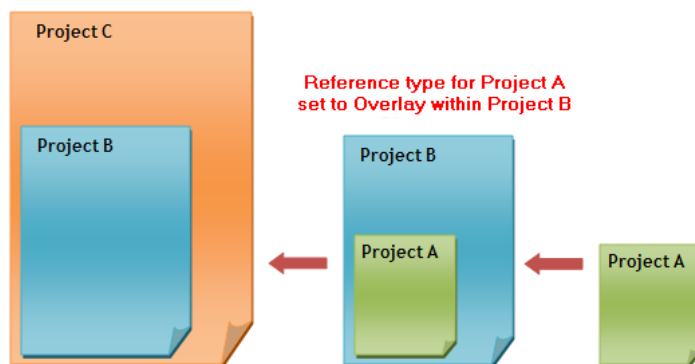 Project C
Reference type for Project A
set to Overlay within Project B
Project B
Project B
Project A
Project A